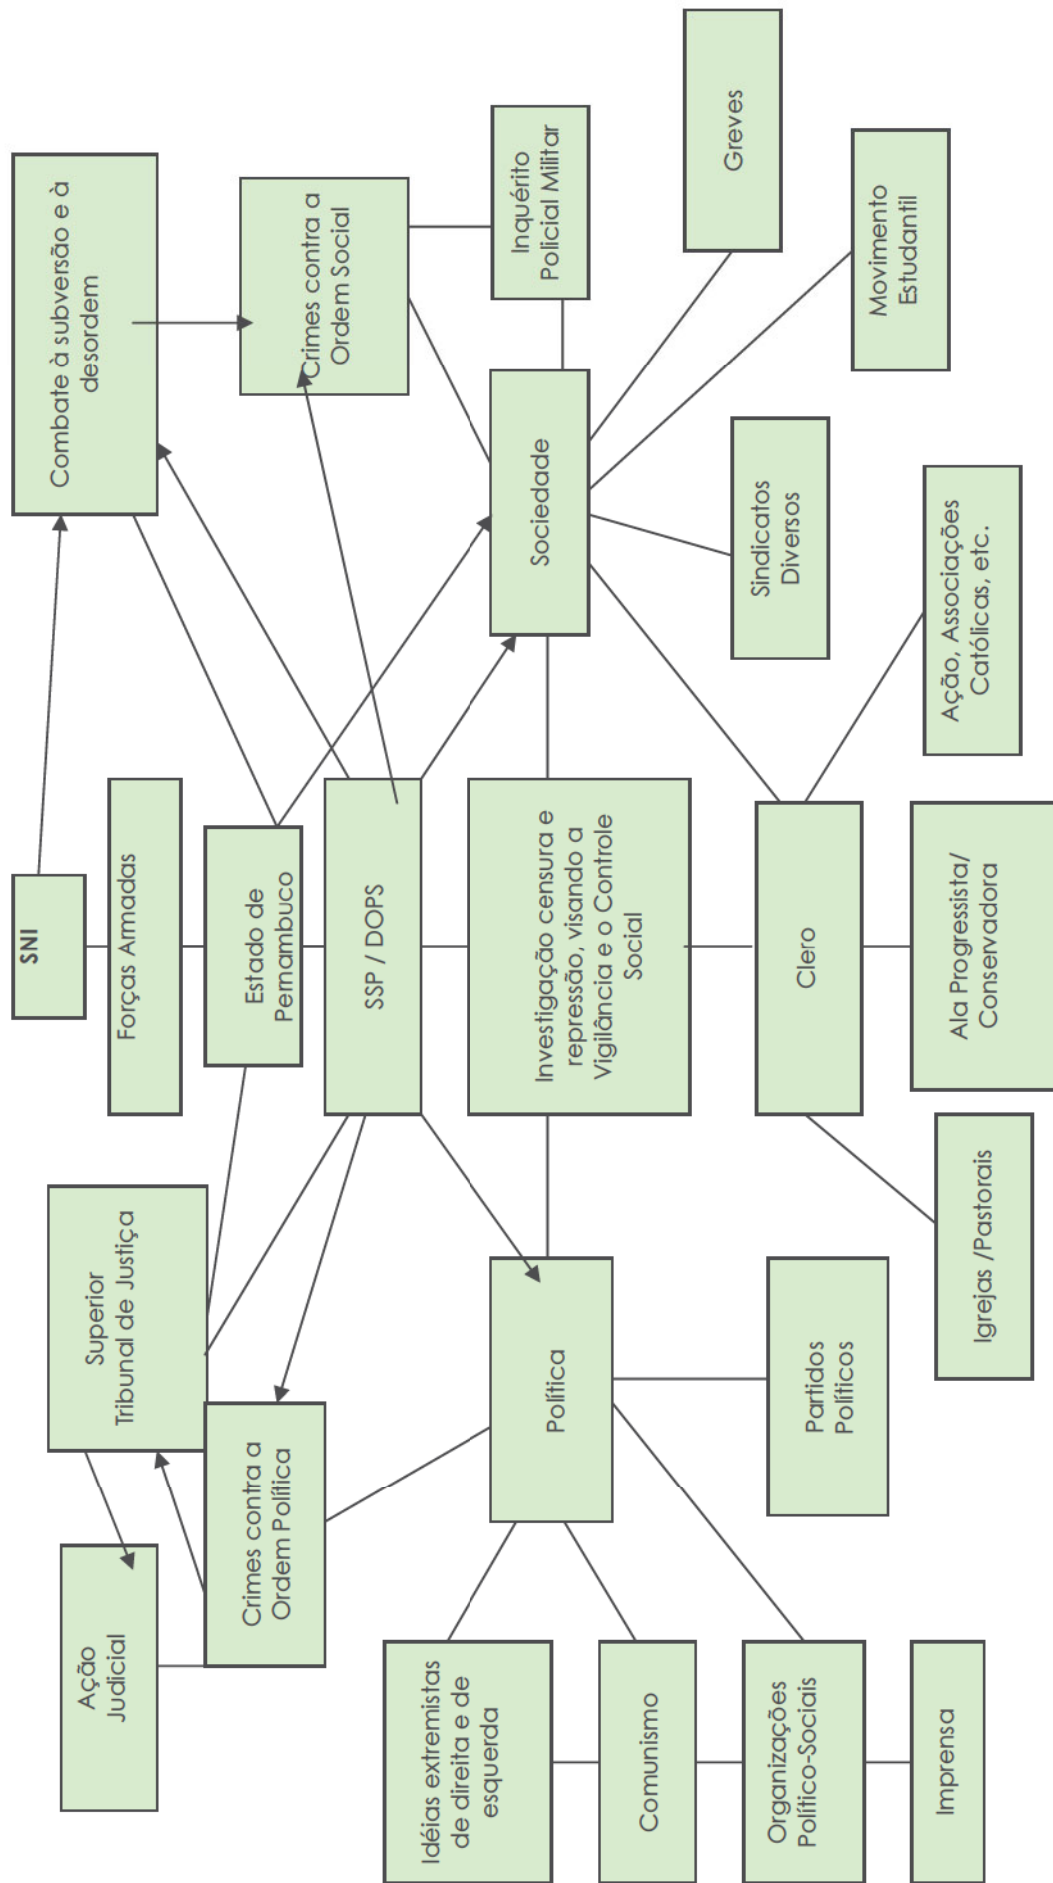 SNI
Forças Armadas
Estado de
Pernambuco
SSP / DOPS
Investigação censura e
repressão, visando a
Vigilância e o Controle
Social
Combate à subversão e à
desordem
Crimes contra a
Ordem Social
Inquérito
Policial Militar
Sociedade
Greves
Movimento
Estudantil
Sindicatos
Diversos
Superior
Tribunal de Justiça
Ação
Judicial
Crimes contra a
Ordem Política
Política
Idéias extremistas
de direita e de
esquerda
Comunismo
Organizações
Político-Sociais
Imprensa
Partidos
Políticos
Clero
Igrejas /Pastorais
Ala Progressista/
Conservadora
Ação, Associações
Católicas, etc.